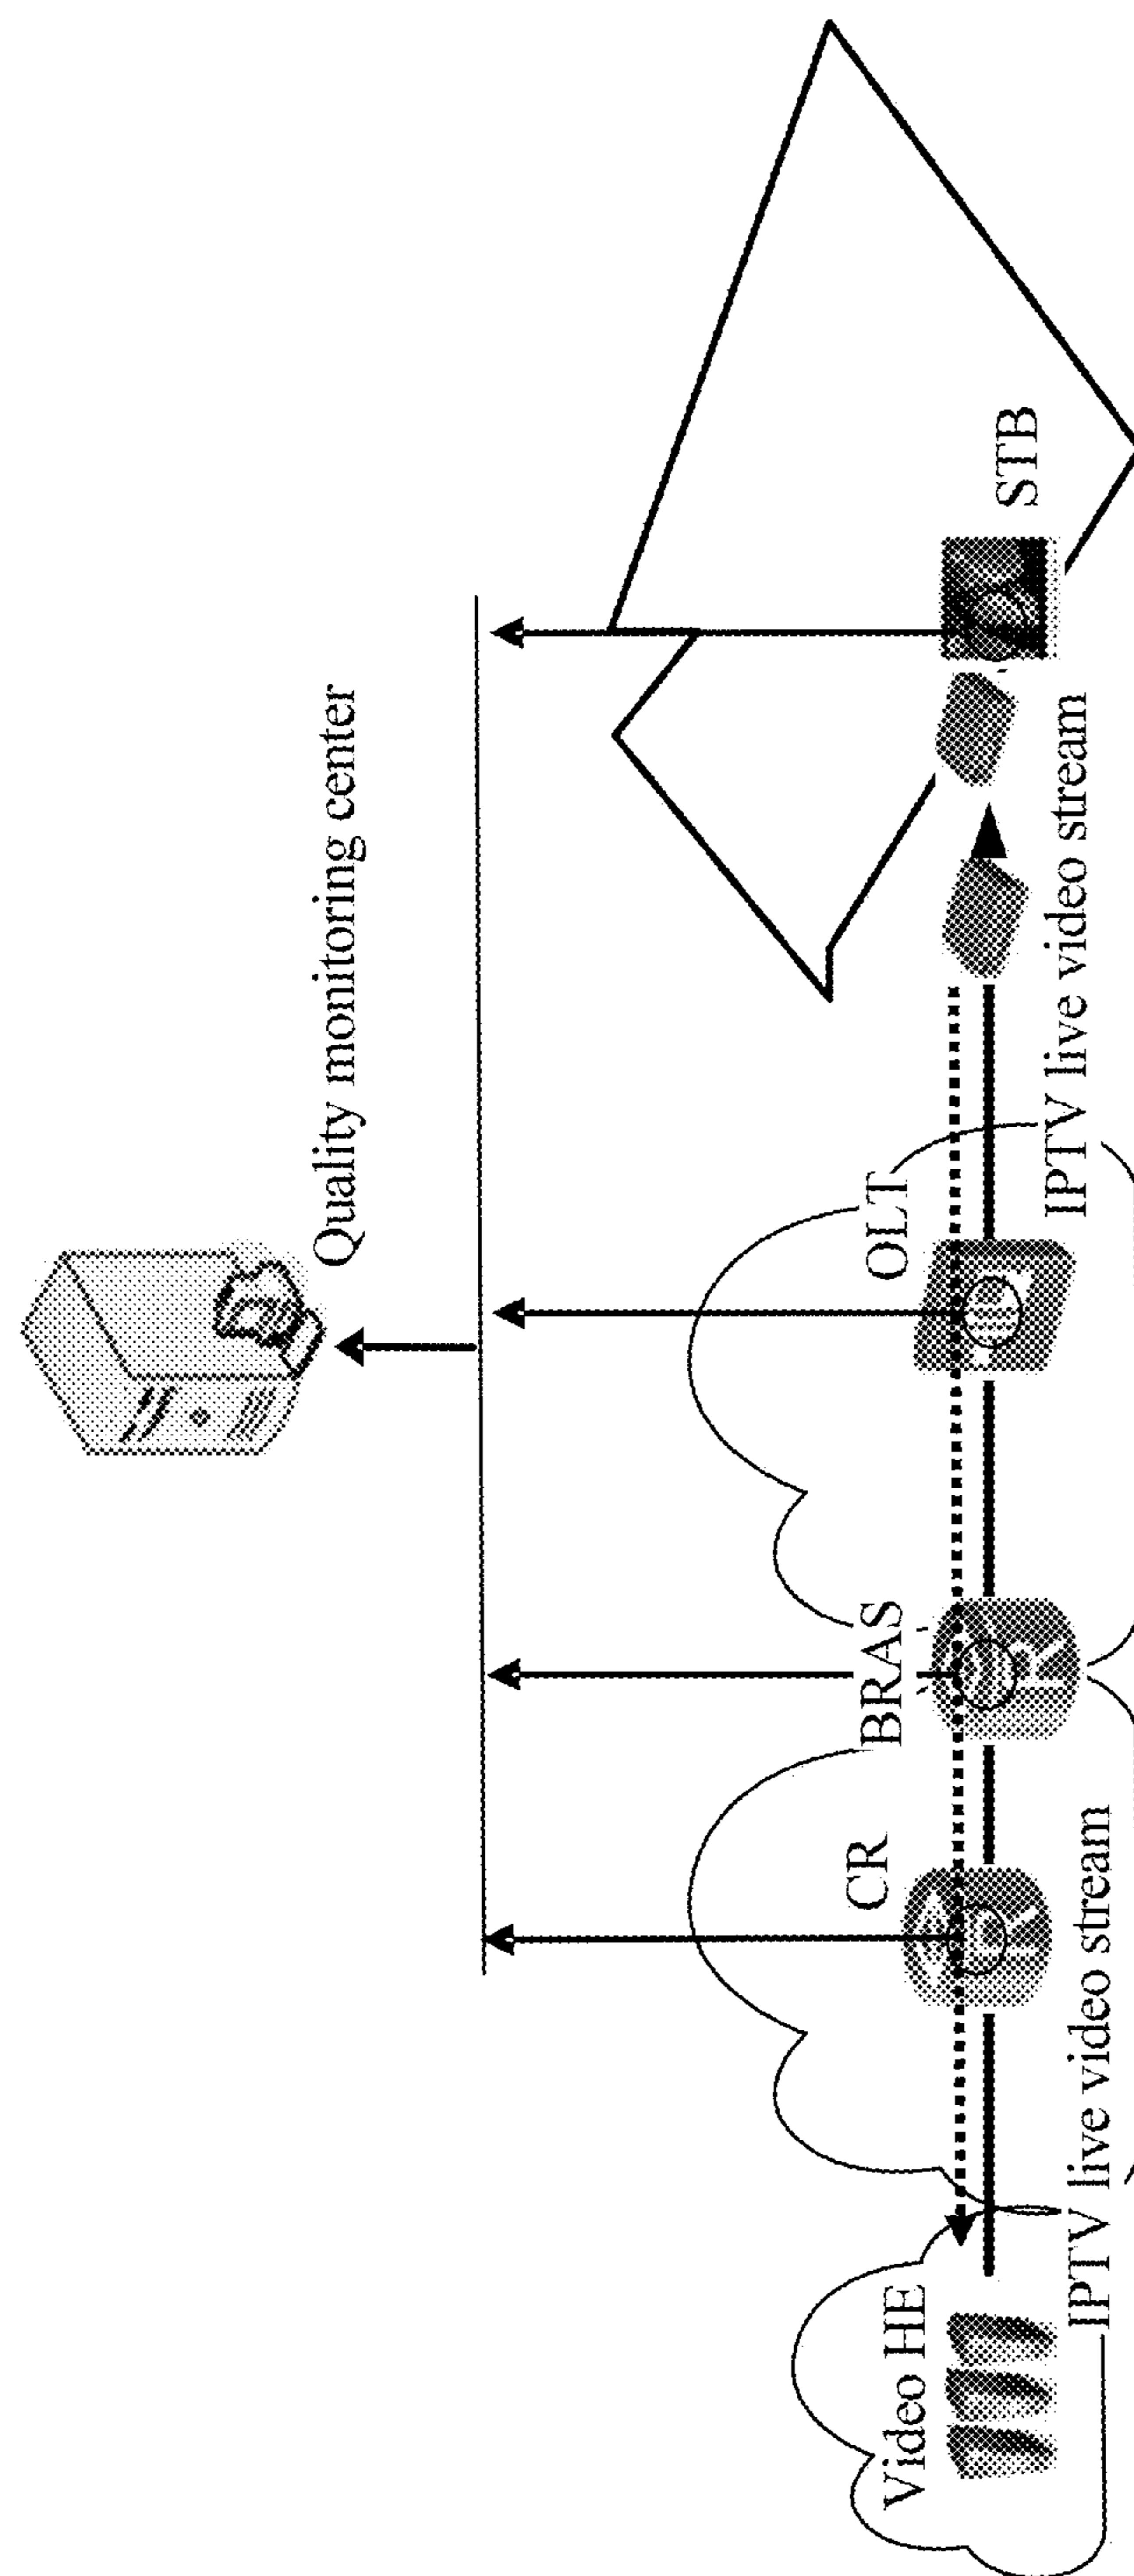 Quality monitoring center
Video HE
CR
BRAS
OLT
STB
IPTV live video stream
IPTV live video stream